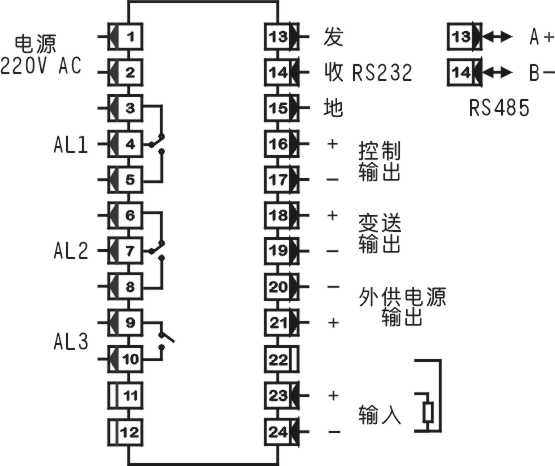 电源
220V AC
AL1
AL2
AL3
1
2
3
4
5
6
7
8
9
10
11
12
13 发
14 收 RS232
15 地
16 +
控制
输出
17 −
18 +
变送
输出
19 −
20 −
外供电源
输出
21 +
22
23 +
输入
24 −
13 A+
14 B−
RS485